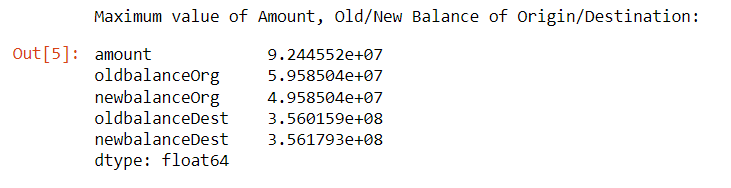 Maximum value of Amount, Old/New Balance of Origin/Destination:
Out[5]: amount 9.244552e+07
oldbalanceOrg 5.958504e+07
newbalanceOrg 4.958504e+07
oldbalanceDest 3.560159e+08
newbalanceDest 3.561793e+08
dtype: float64